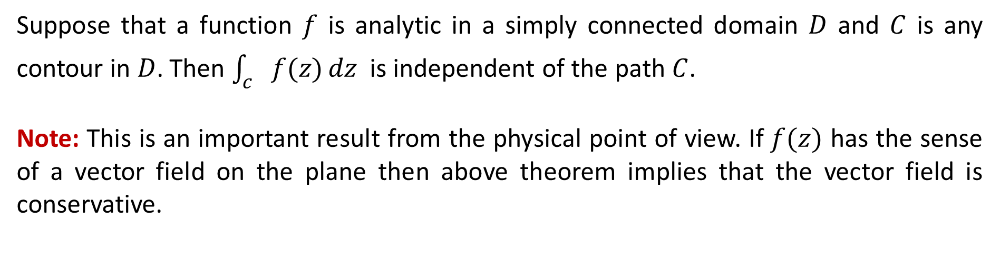 Suppose that a function 𝑓 is analytic in a simply connected domain 𝐷 and 𝐶 is any
contour in 𝐷. Then ∫𝐶 𝑓(𝑧) 𝑑𝑧 is independent of the path 𝐶.
Note: This is an important result from the physical point of view. If 𝑓(𝑧) has the sense
of a vector field on the plane then above theorem implies that the vector field is
conservative.